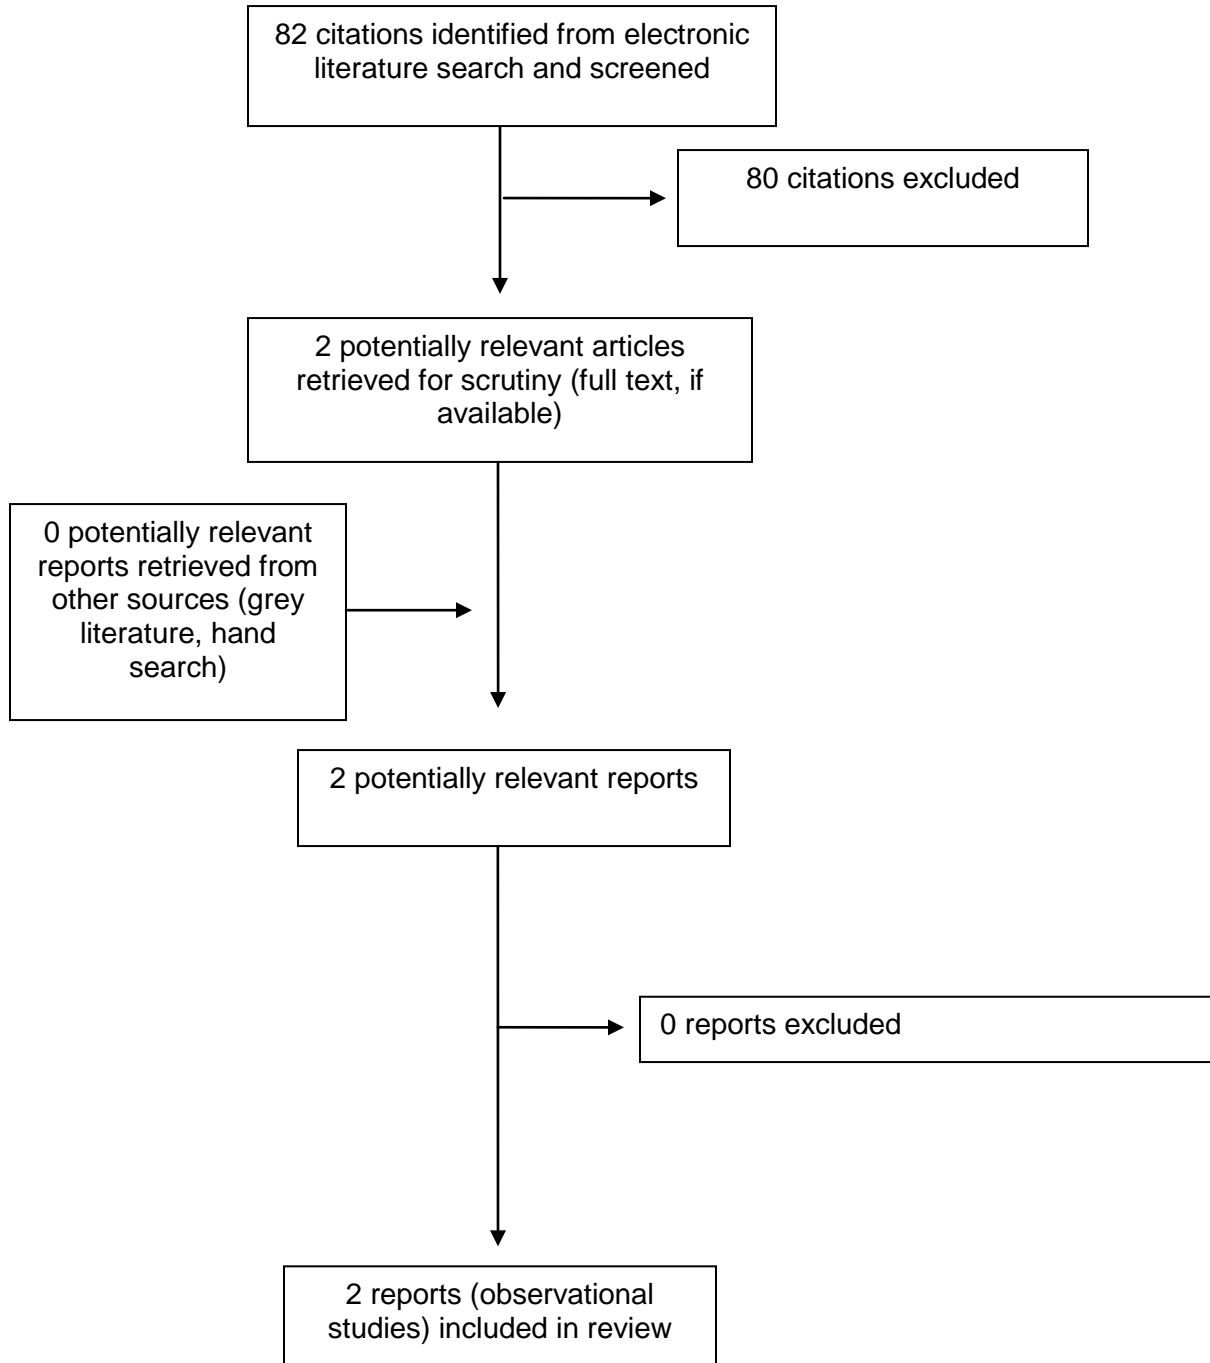 82 citations identified from electronic
literature search and screened
80 citations excluded
2 potentially relevant articles
retrieved for scrutiny (full text, if
available)
0 potentially relevant
reports retrieved from
other sources (grey
literature, hand
search)
2 potentially relevant reports
0 reports excluded
2 reports (observational
studies) included in review